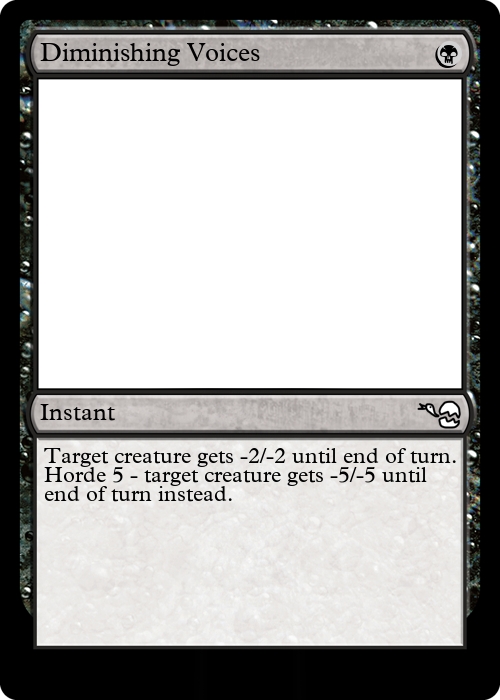 Diminishing Voices
Instant
Target creature gets -2/-2 until end of turn.
Horde 5 - target creature gets -5/-5 until
end of turn instead.